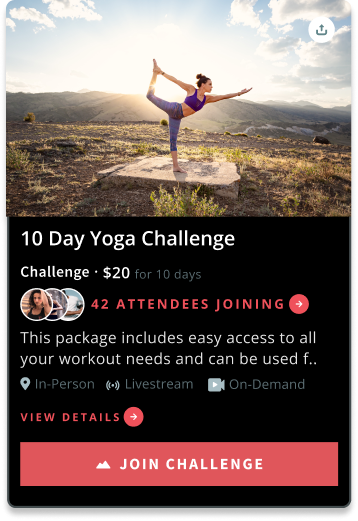 10 Day Yoga Challenge
Challenge · $20 for 10 days
42 ATTENDEES JOINING
This package includes easy access to all
your workout needs and can be used f..
In-Person Livestream On-Demand
VIEW DETAILS
JOIN CHALLENGE